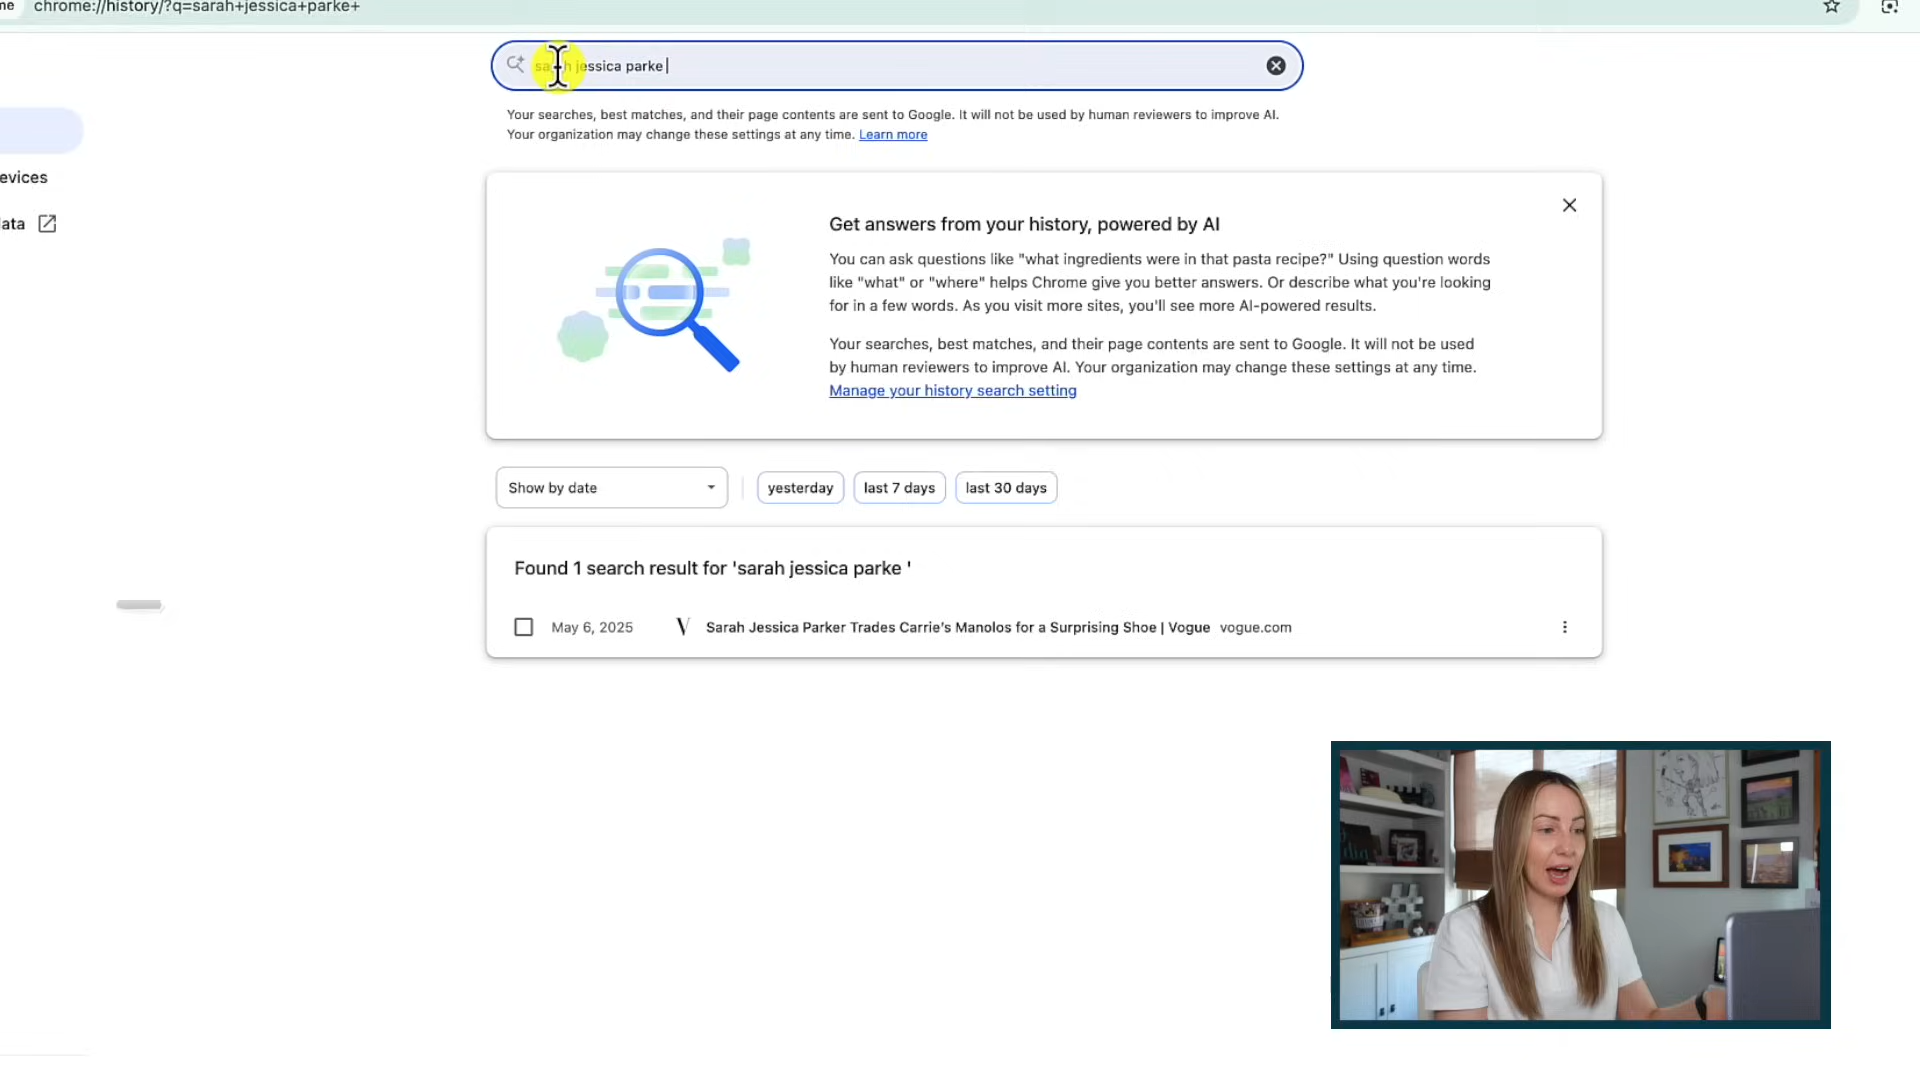 me chrome://history/?q=sarah+jessica+parke+
sarah jessica parke
Your searches, best matches, and their page contents are sent to Google. It will not be used by human reviewers to improve AI.
Your organization may change these settings at any time. Learn more
evices
ata
Get answers from your history, powered by AI
You can ask questions like "what ingredients were in that pasta recipe?" Using question words
like "what" or "where" helps Chrome give you better answers. Or describe what you're looking
for in a few words. As you visit more sites, you'll see more AI-powered results.
Your searches, best matches, and their page contents are sent to Google. It will not be used
by human reviewers to improve AI. Your organization may change these settings at any time.
Manage your history search setting
Show by date
yesterday
last 7 days
last 30 days
Found 1 search result for 'sarah jessica parke '
May 6, 2025 V Sarah Jessica Parker Trades Carrie's Manolos for a Surprising Shoe | Vogue vogue.com